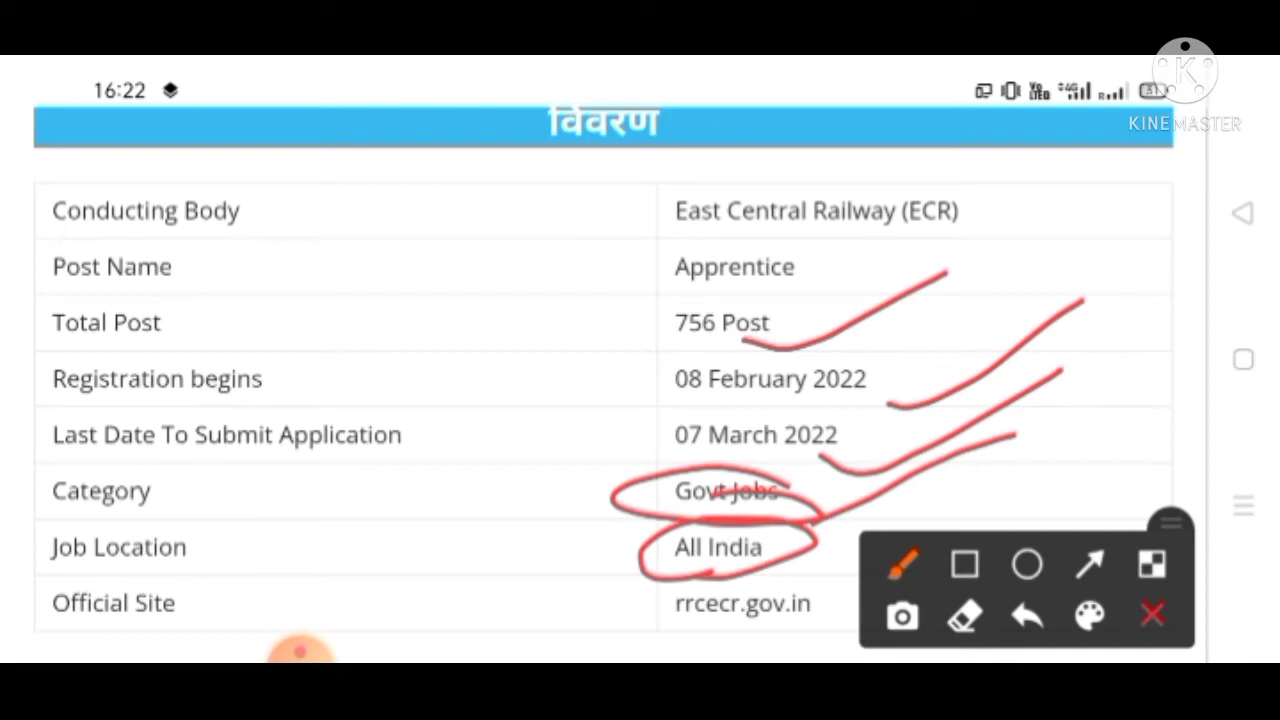 16:22
KINEMASTER
विवरण
Conducting Body East Central Railway (ECR)
Post Name Apprentice
Total Post 756 Post
Registration begins 08 February 2022
Last Date To Submit Application 07 March 2022
Category Govt Jobs
Job Location All India
Official Site rrcecr.gov.in